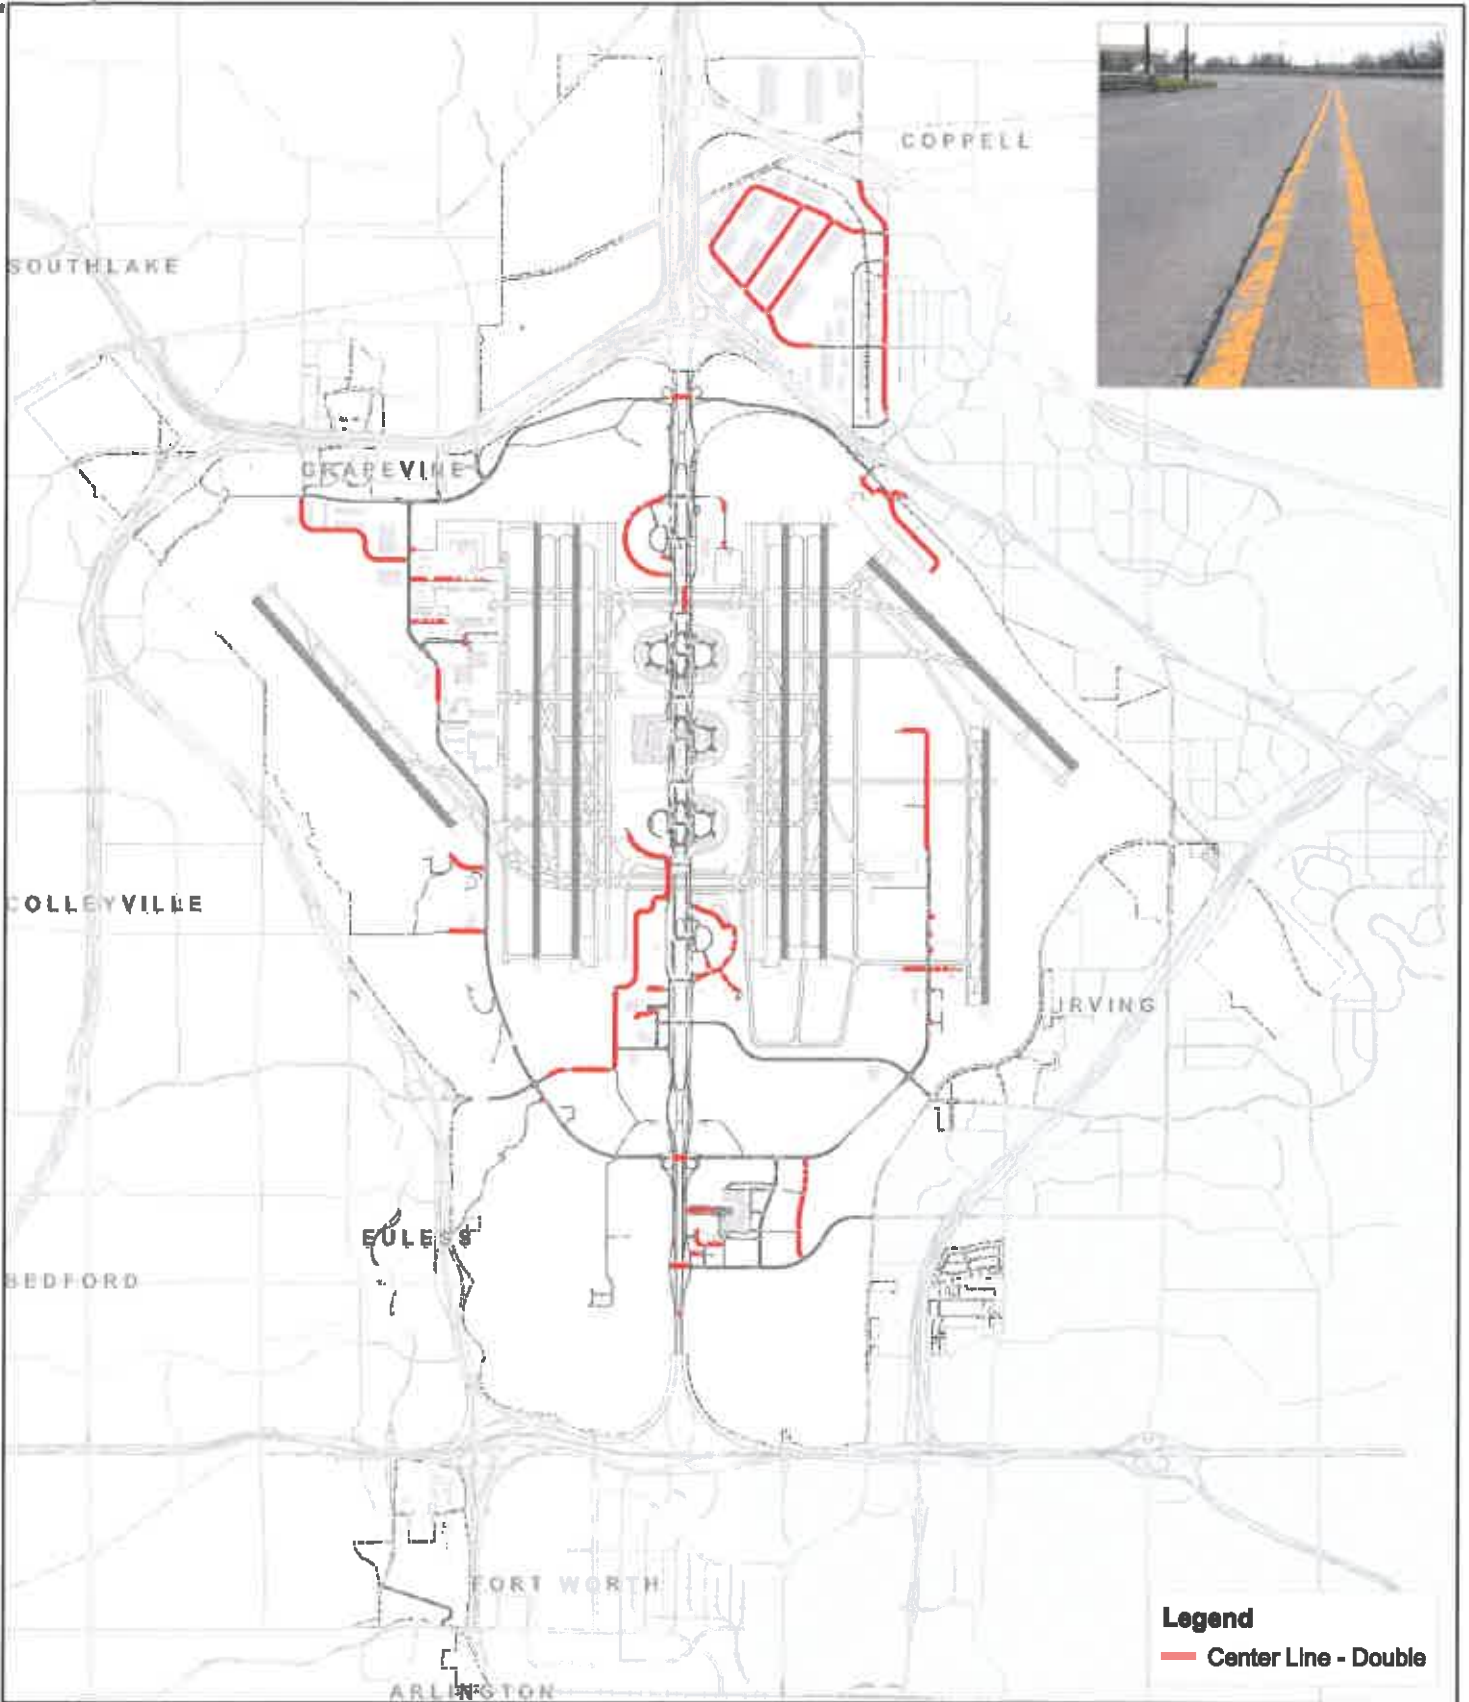 COPPELL
SOUTHLAKE
GRAPEVINE
COLLEYVILLE
IRVING
EULESS
BEDFORD
FORT WORTH
Legend
Center Line - Double
ARLINGTON